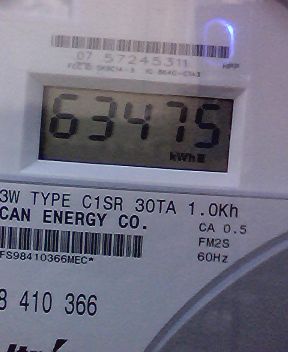 07 57245311
63475
kWh
3W TYPE C1SR 30TA 1.0Kh
CAN ENERGY CO.
CA 0.5
FM2S
60Hz
FS98410366MEC*
8 410 366